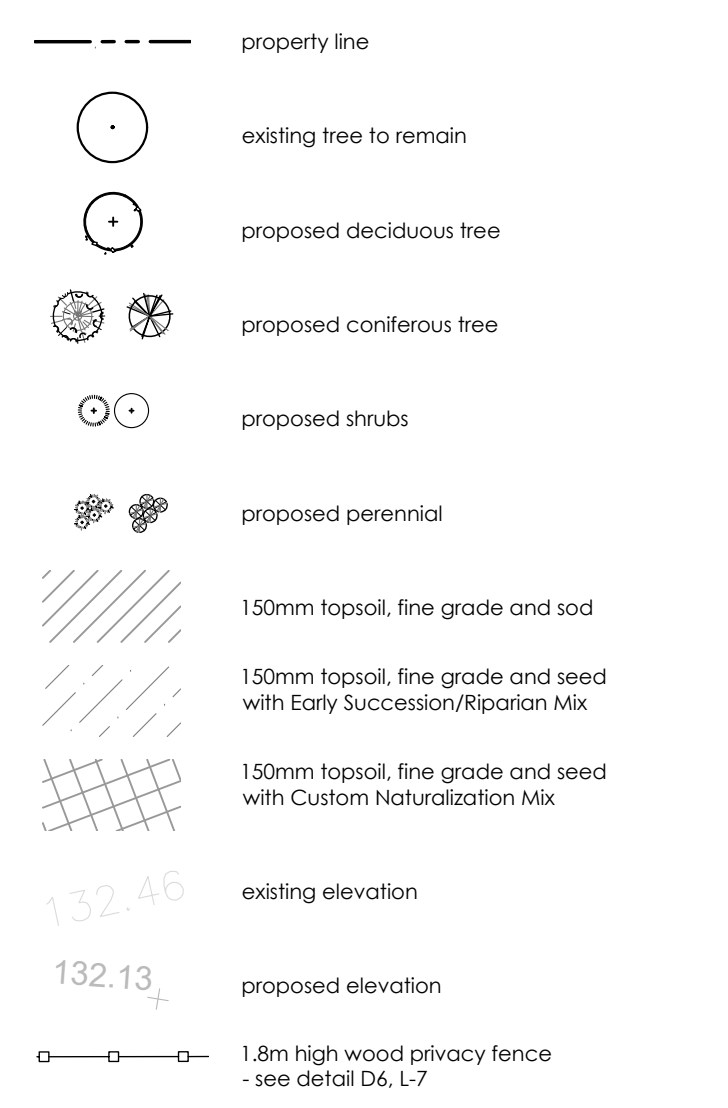 property line
existing tree to remain
proposed deciduous tree
proposed coniferous tree
proposed shrubs
proposed perennial
150mm topsoil, fine grade and sod
150mm topsoil, fine grade and seed
with Early Succession/Riparian Mix
150mm topsoil, fine grade and seed
with Custom Naturalization Mix
132.46
existing elevation
132.13
proposed elevation
1.8m high wood privacy fence
- see detail D6, L-7